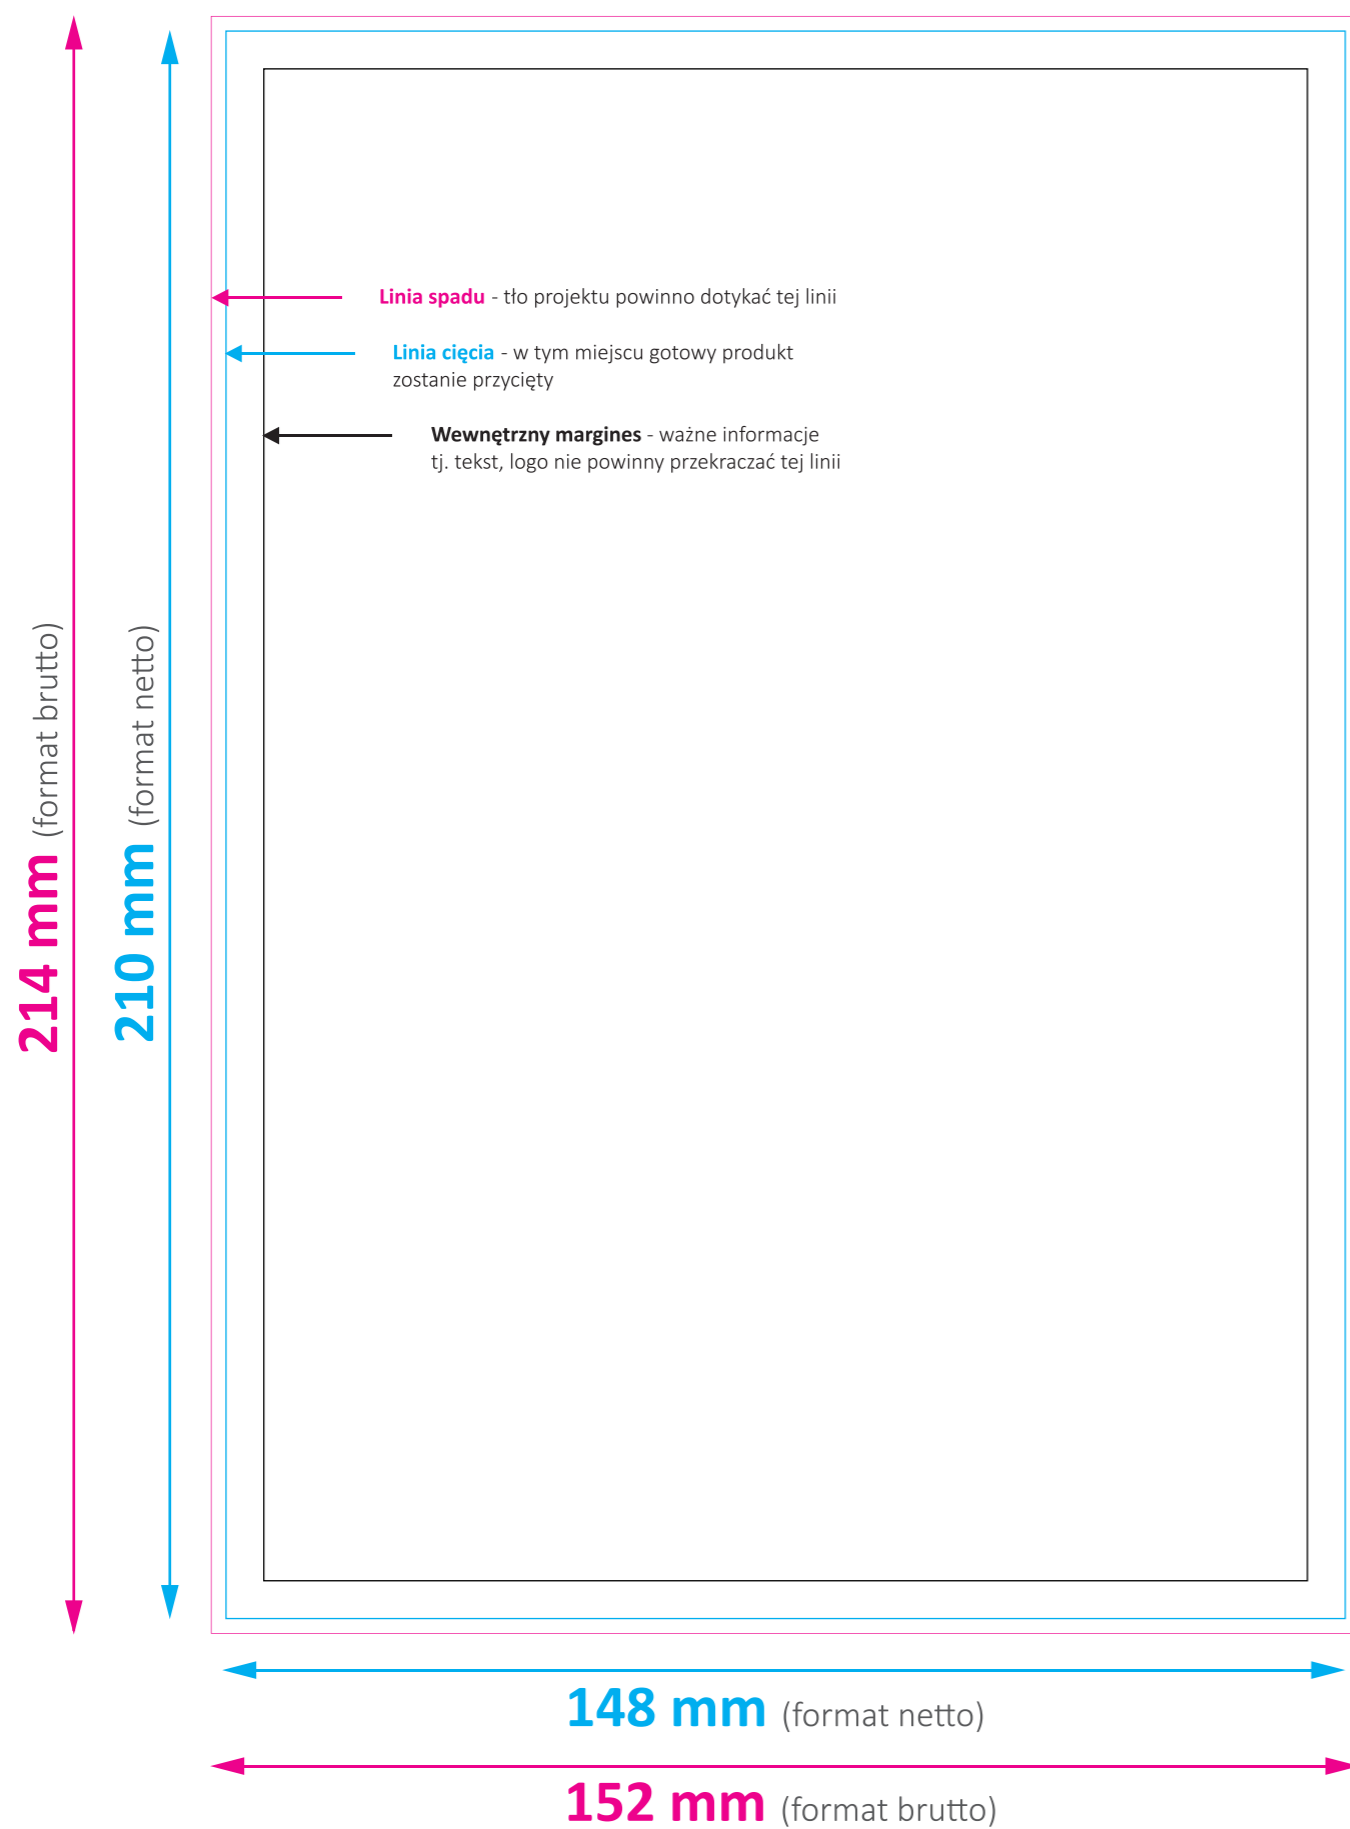 Linia spadu - tło projektu powinno dotykać tej linii
Linia cięcia - w tym miejscu gotowy produkt
zostanie przycięty
Wewnętrzny margines - ważne informacje
tj. tekst, logo nie powinny przekraczać tej linii
214 mm (format brutto)
210 mm (format netto)
148 mm (format netto)
152 mm (format brutto)